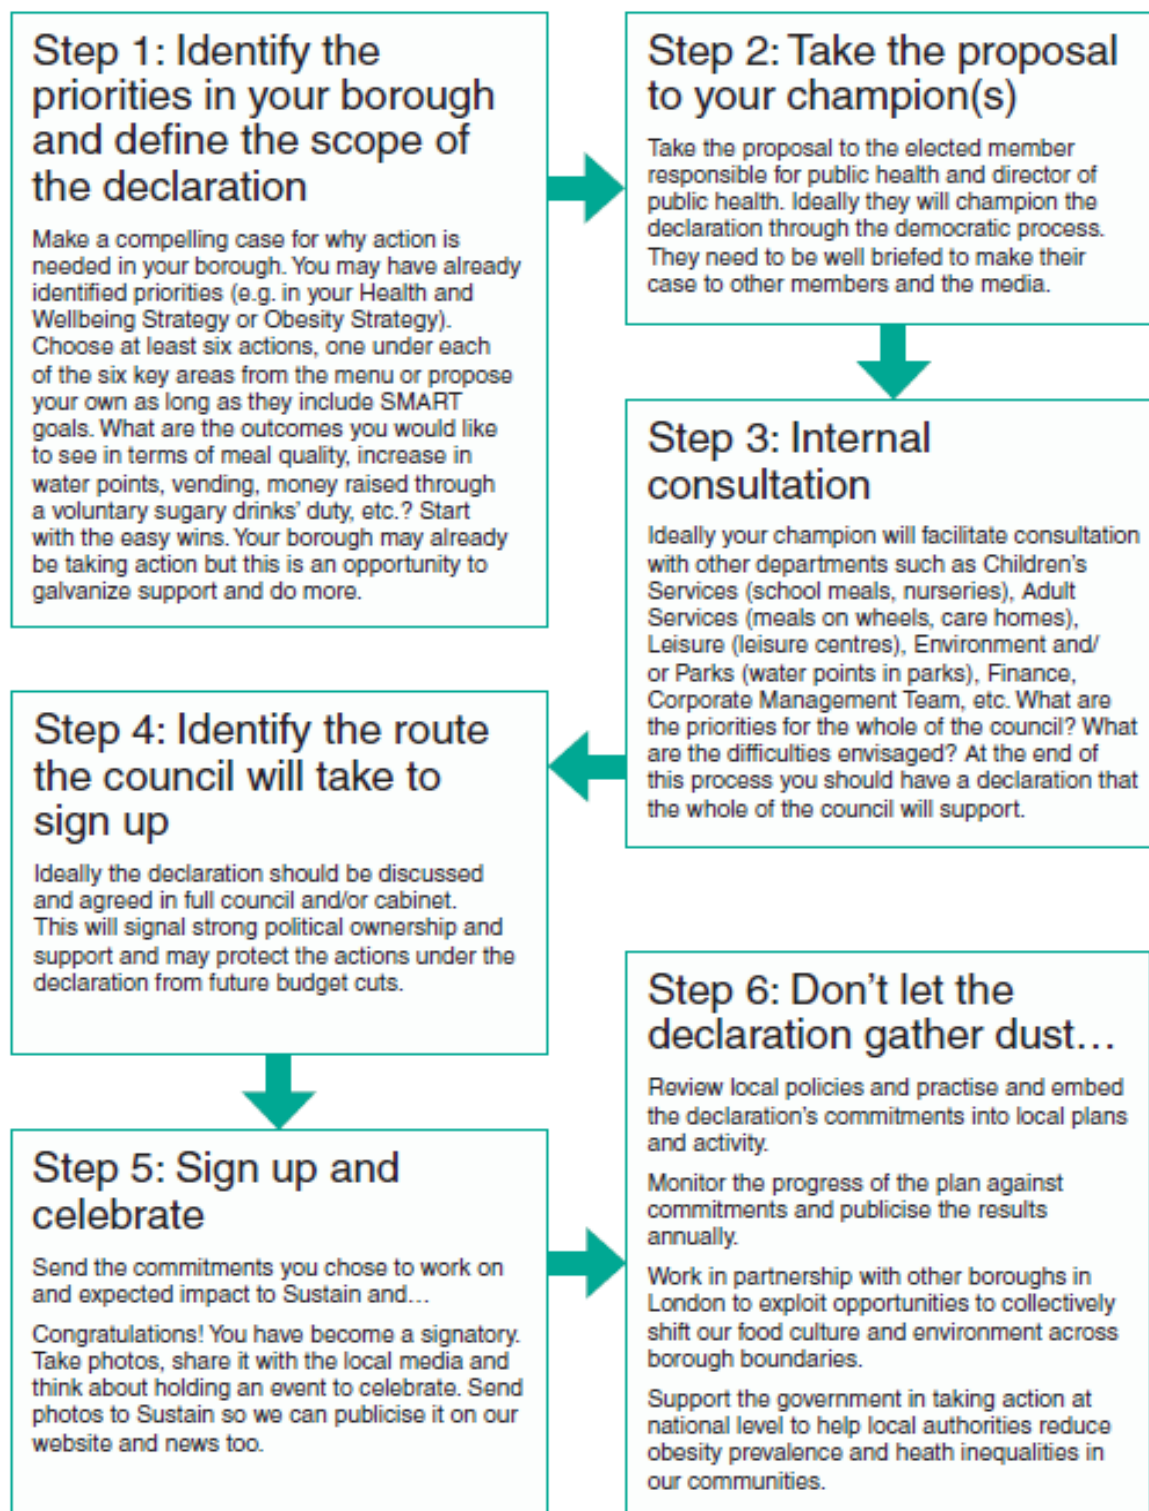 Step 1: Identify the
priorities in your borough
and define the scope of
the declaration
Make a compelling case for why action is
needed in your borough. You may have already
identified priorities (e.g. in your Health and
Wellbeing Strategy or Obesity Strategy).
Choose at least six actions, one under each
of the six key areas from the menu or propose
your own as long as they include SMART
goals. What are the outcomes you would like
to see in terms of meal quality, increase in
water points, vending, money raised through
a voluntary sugary drinks' duty, etc.? Start
with the easy wins. Your borough may already
be taking action but this is an opportunity to
galvanize support and do more.
Step 2: Take the proposal
to your champion(s)
Take the proposal to the elected member
responsible for public health and director of
public health. Ideally they will champion the
declaration through the democratic process.
They need to be well briefed to make their
case to other members and the media.
Step 3: Internal
consultation
Ideally your champion will facilitate consultation
with other departments such as Children's
Services (school meals, nurseries), Adult
Services (meals on wheels, care homes),
Leisure (leisure centres), Environment and/
or Parks (water points in parks), Finance,
Corporate Management Team, etc. What are
the priorities for the whole of the council? What
are the difficulties envisaged? At the end of
this process you should have a declaration that
the whole of the council will support.
Step 4: Identify the route
the council will take to
sign up
Ideally the declaration should be discussed
and agreed in full council and/or cabinet.
This will signal strong political ownership and
support and may protect the actions under the
declaration from future budget cuts.
Step 5: Sign up and
celebrate
Send the commitments you chose to work on
and expected impact to Sustain and...
Congratulations! You have become a signatory.
Take photos, share it with the local media and
think about holding an event to celebrate. Send
photos to Sustain so we can publicise it on our
website and news too.
Step 6: Don't let the
declaration gather dust...
Review local policies and practise and embed
the declaration's commitments into local plans
and activity.
Monitor the progress of the plan against
commitments and publicise the results
annually.
Work in partnership with other boroughs in
London to exploit opportunities to collectively
shift our food culture and environment across
borough boundaries.
Support the government in taking action at
national level to help local authorities reduce
obesity prevalence and heath inequalities in
our communities.